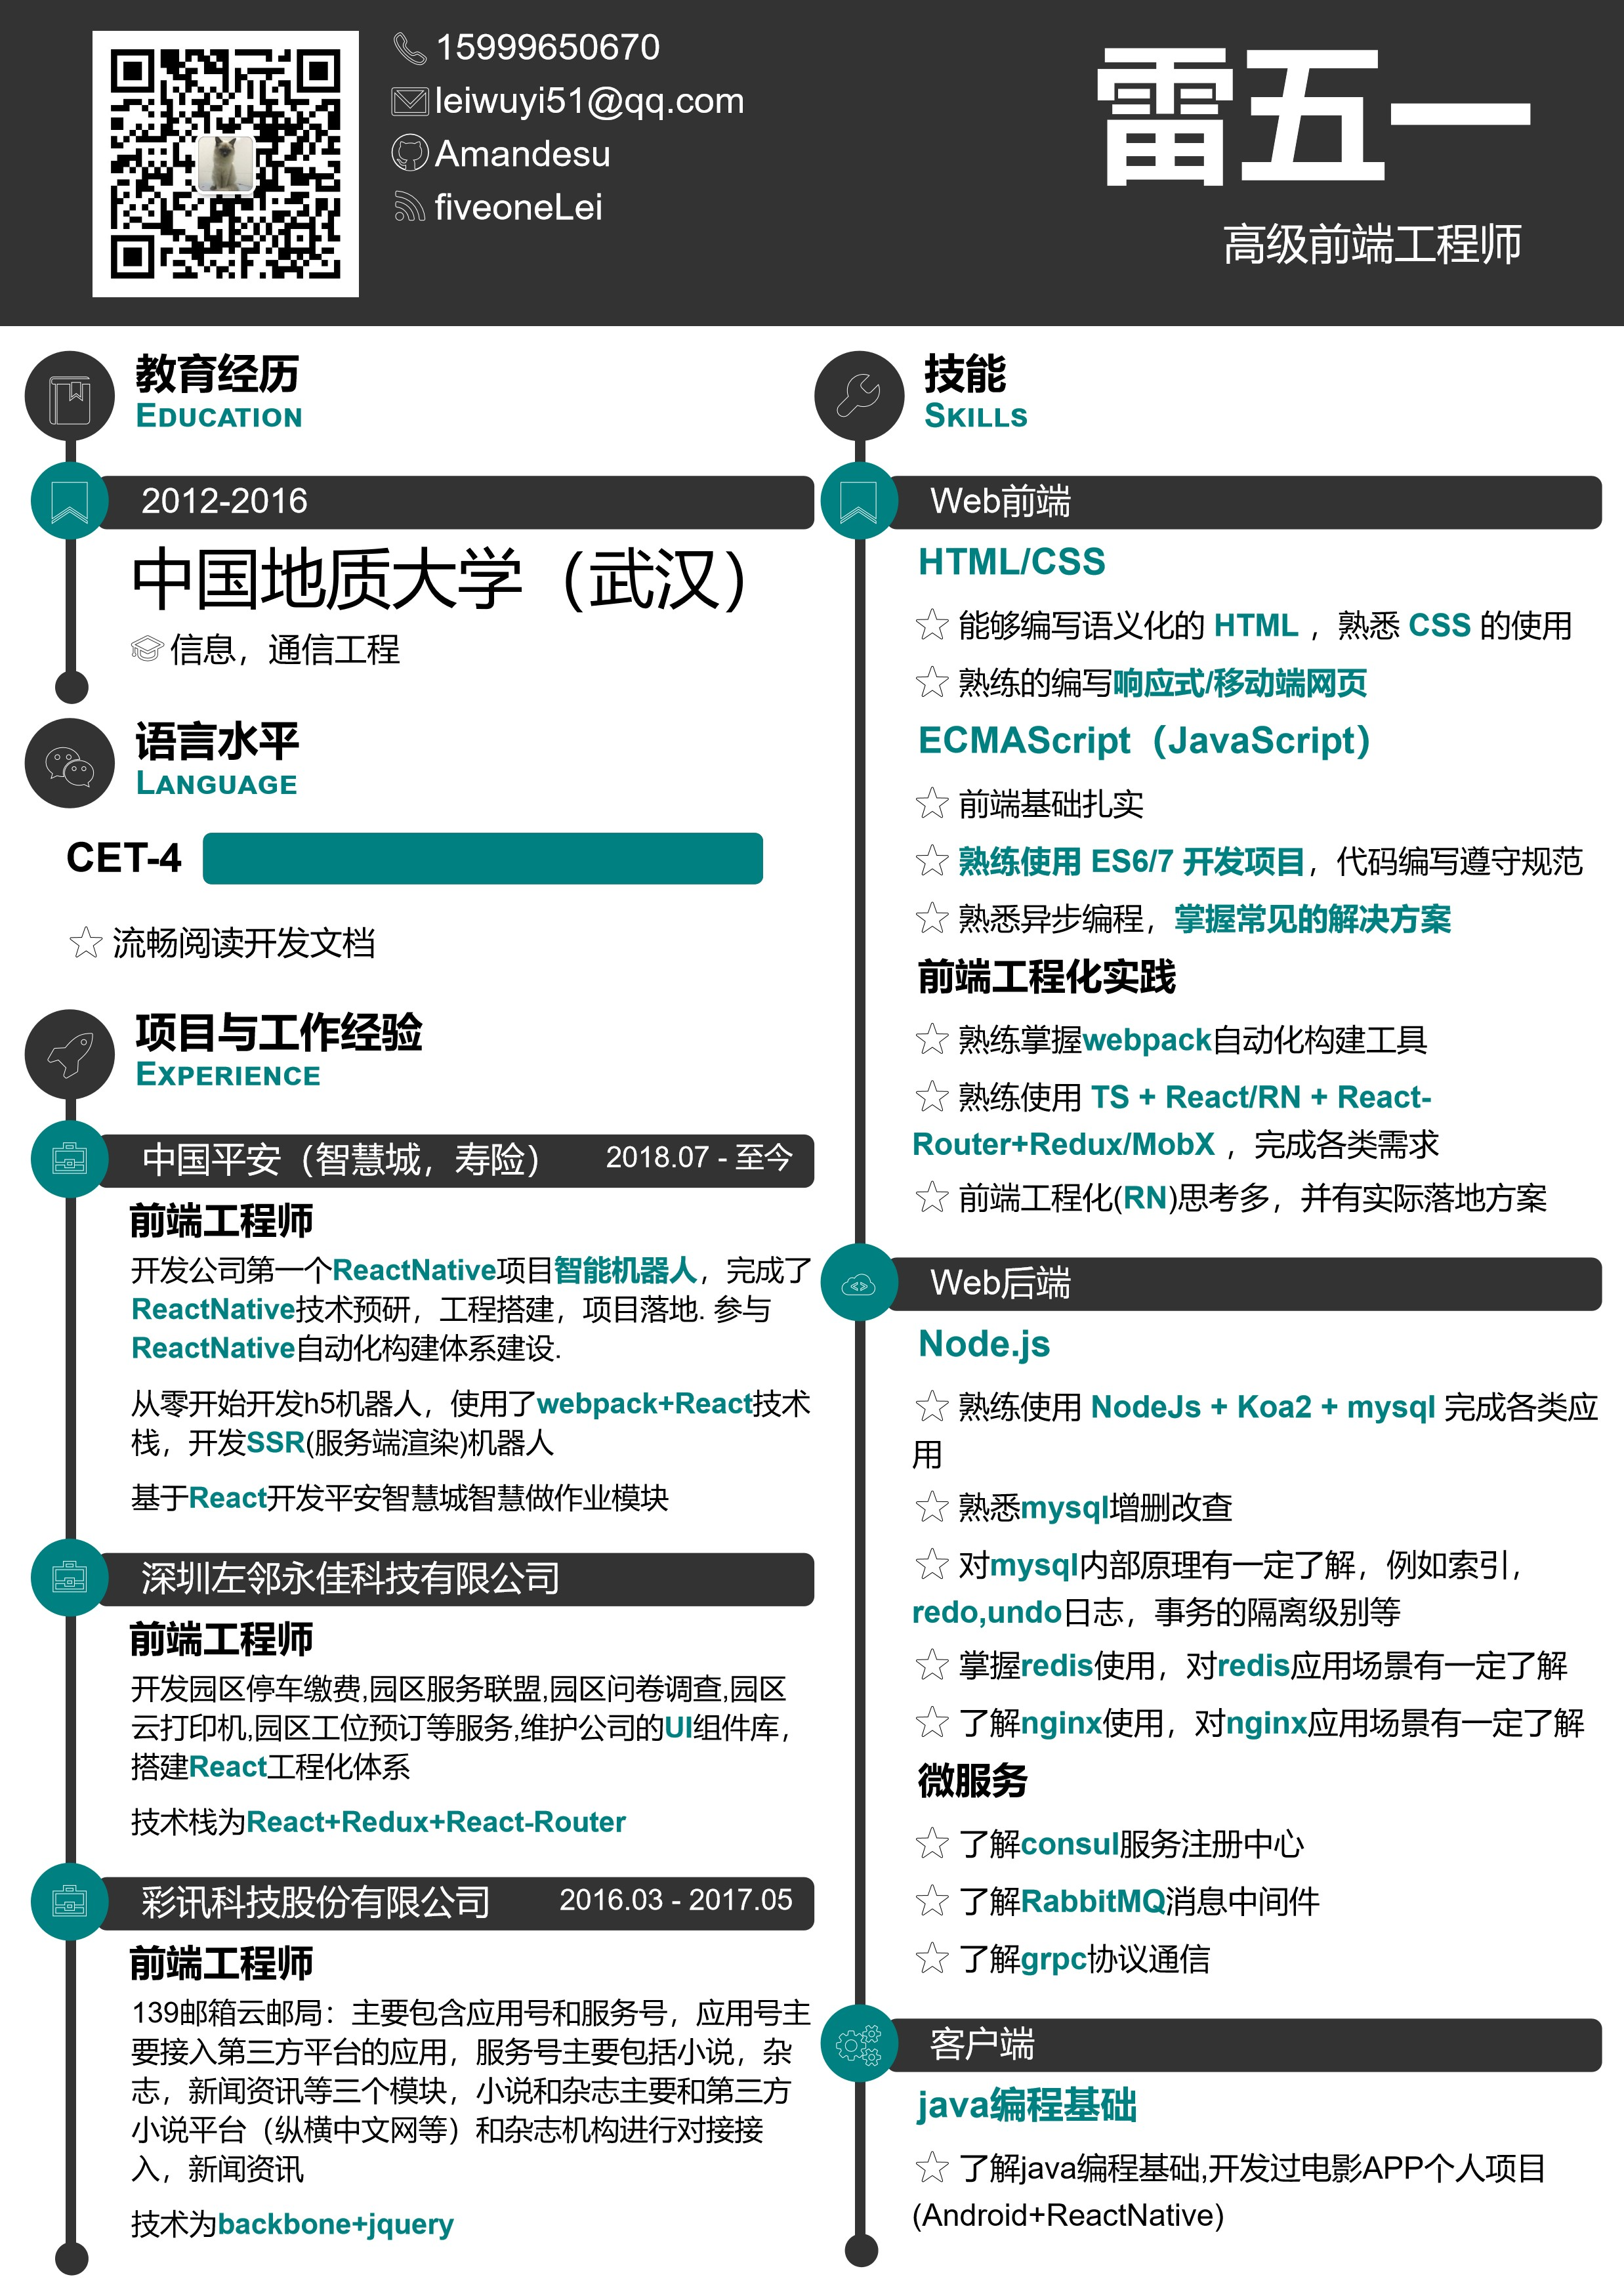 15999650670
leiwuyi51@qq.com
Amandesu
fiveoneLei
雷五一
高级前端工程师
教育经历
EDUCATION
2012-2016
中国地质大学（武汉）
信息，通信工程
语言水平
LANGUAGE
CET-4
流畅阅读开发文档
项目与工作经验
EXPERIENCE
中国平安（智慧城，寿险） 2018.07 - 至今
前端工程师
开发公司第一个ReactNative项目智能机器人，完成了
ReactNative技术预研，工程搭建，项目落地. 参与
ReactNative自动化构建体系建设.
从零开始开发h5机器人，使用了webpack+React技术
栈，开发SSR(服务端渲染)机器人
基于React开发平安智慧城智慧做作业模块
深圳左邻永佳科技有限公司
前端工程师
开发园区停车缴费,园区服务联盟,园区问卷调查,园区
云打印机,园区工位预订等服务,维护公司的UI组件库，
搭建React工程化体系
技术栈为React+Redux+React-Router
彩讯科技股份有限公司 2016.03 - 2017.05
前端工程师
139邮箱云邮局：主要包含应用号和服务号，应用号主
要接入第三方平台的应用，服务号主要包括小说，杂
志，新闻资讯等三个模块，小说和杂志主要和第三方
小说平台（纵横中文网等）和杂志机构进行对接接
入，新闻资讯
技术为backbone+jquery
技能
SKILLS
Web前端
HTML/CSS
能够编写语义化的 HTML ，熟悉 CSS 的使用
熟练的编写响应式/移动端网页
ECMAScript（JavaScript）
前端基础扎实
熟练使用 ES6/7 开发项目，代码编写遵守规范
熟悉异步编程，掌握常见的解决方案
前端工程化实践
熟练掌握webpack自动化构建工具
熟练使用 TS + React/RN + React-
Router+Redux/MobX ，完成各类需求
前端工程化(RN)思考多，并有实际落地方案
Web后端
Node.js
熟练使用 NodeJs + Koa2 + mysql 完成各类应
用
熟悉mysql增删改查
对mysql内部原理有一定了解，例如索引，
redo,undo日志，事务的隔离级别等
掌握redis使用，对redis应用场景有一定了解
了解nginx使用，对nginx应用场景有一定了解
微服务
了解consul服务注册中心
了解RabbitMQ消息中间件
了解grpc协议通信
客户端
java编程基础
了解java编程基础,开发过电影APP个人项目
(Android+ReactNative)